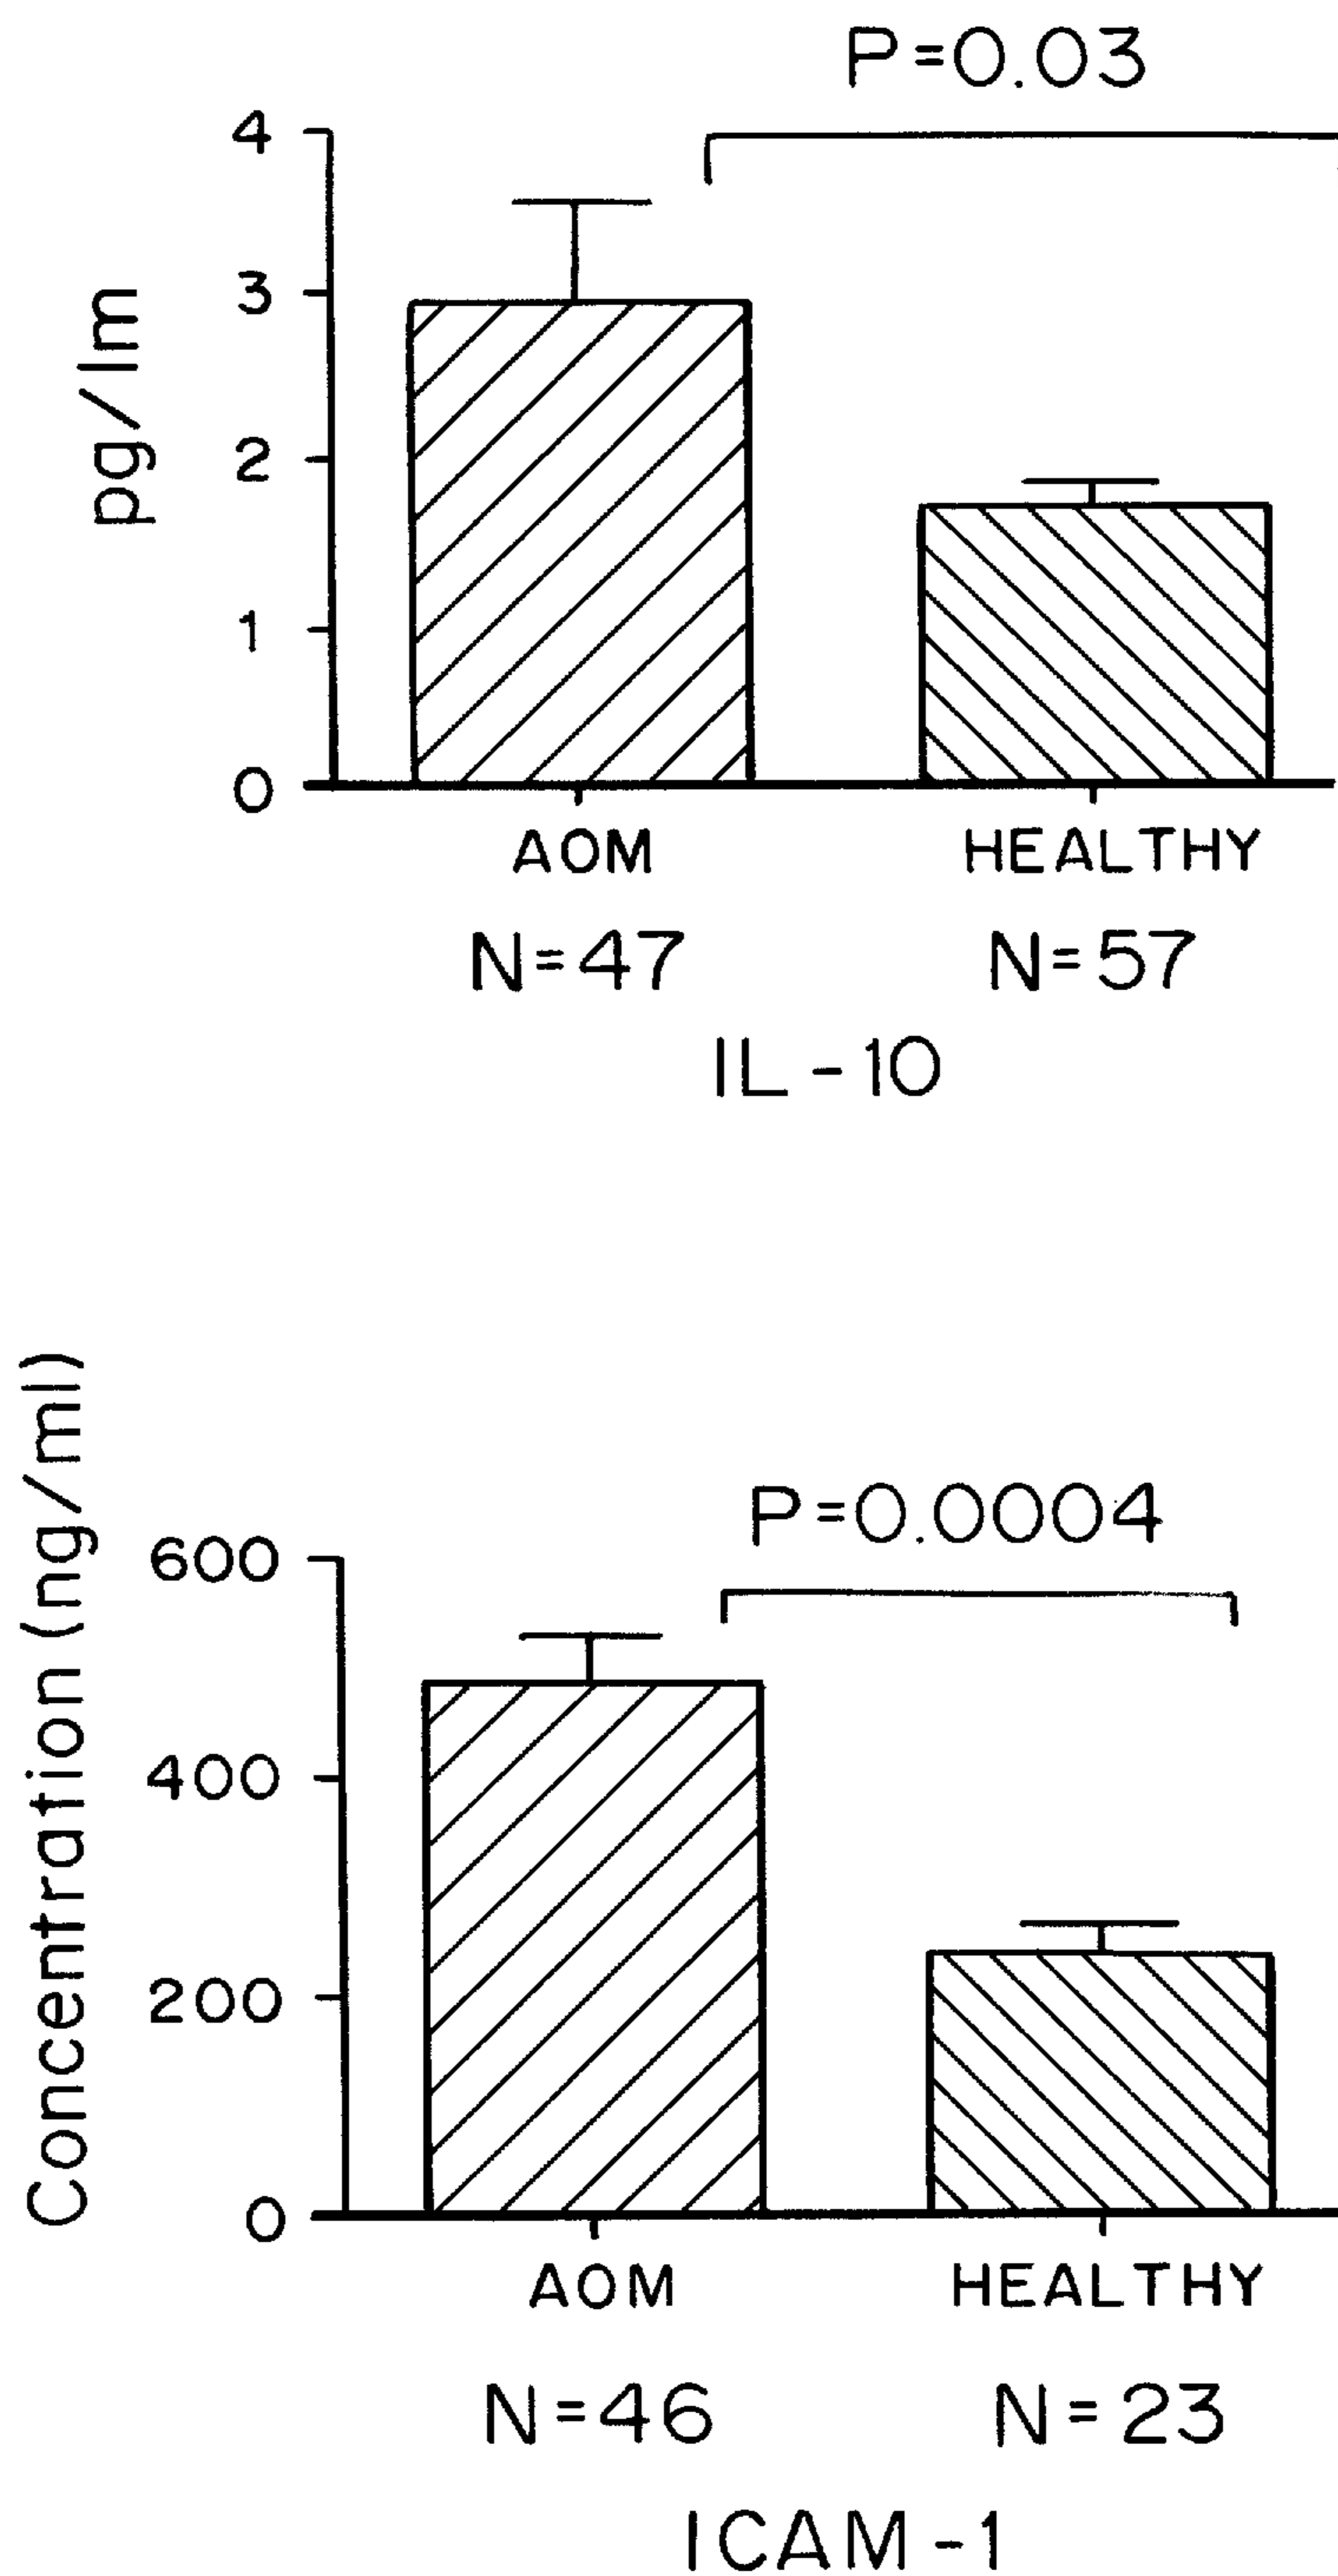 P=0.03
pg/lm
4
3
2
1
0
AOM HEALTHY
N=47 N=57
IL-10
P=0.0004
Concentration (ng/ml)
600
400
200
0
AOM HEALTHY
N=46 N=23
ICAM-1